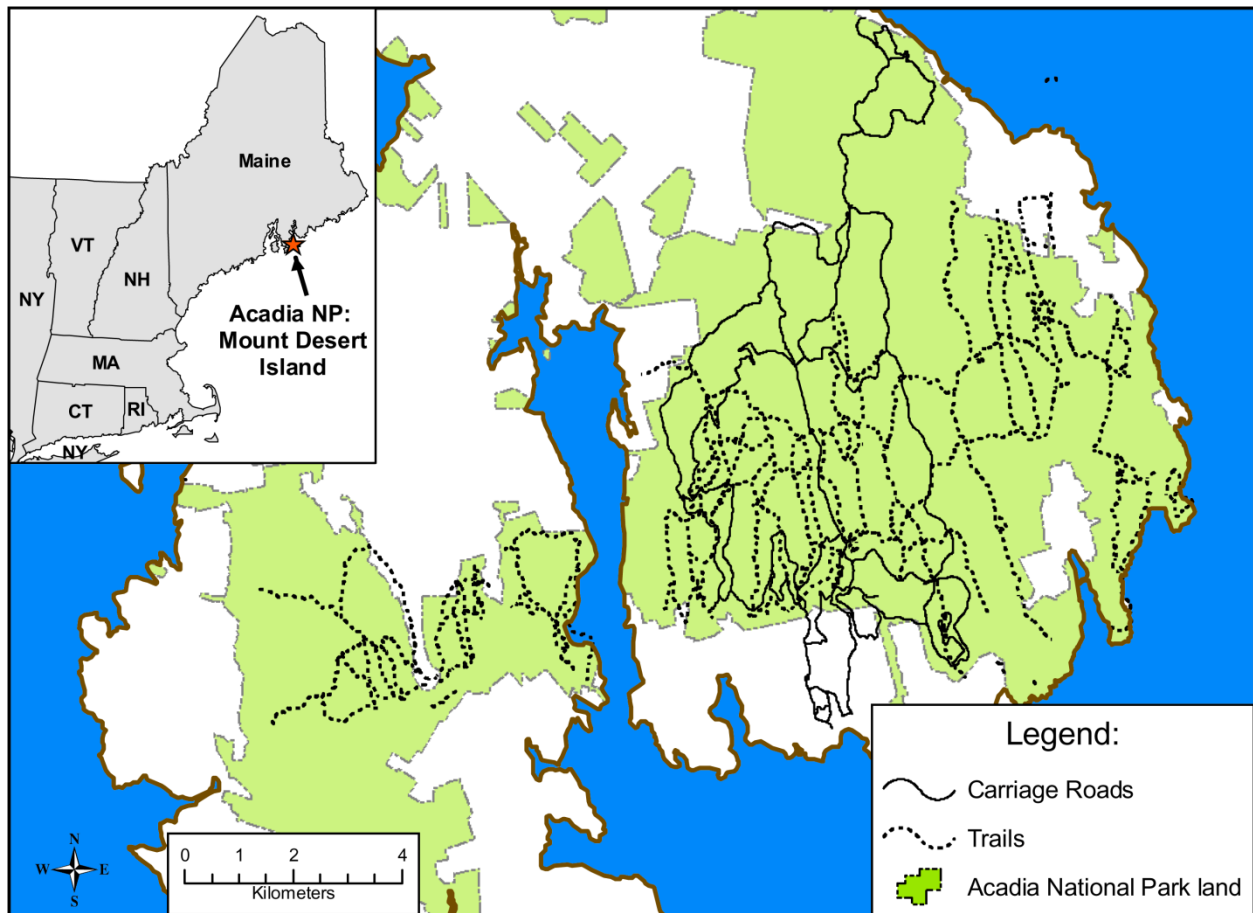 Maine
VT
NH
NY
MA
CT
RI
NY
Acadia NP:
Mount Desert
Island
N
W
E
S
0 1 2 4
Kilometers
Legend:
Carriage Roads
Trails
Acadia National Park land